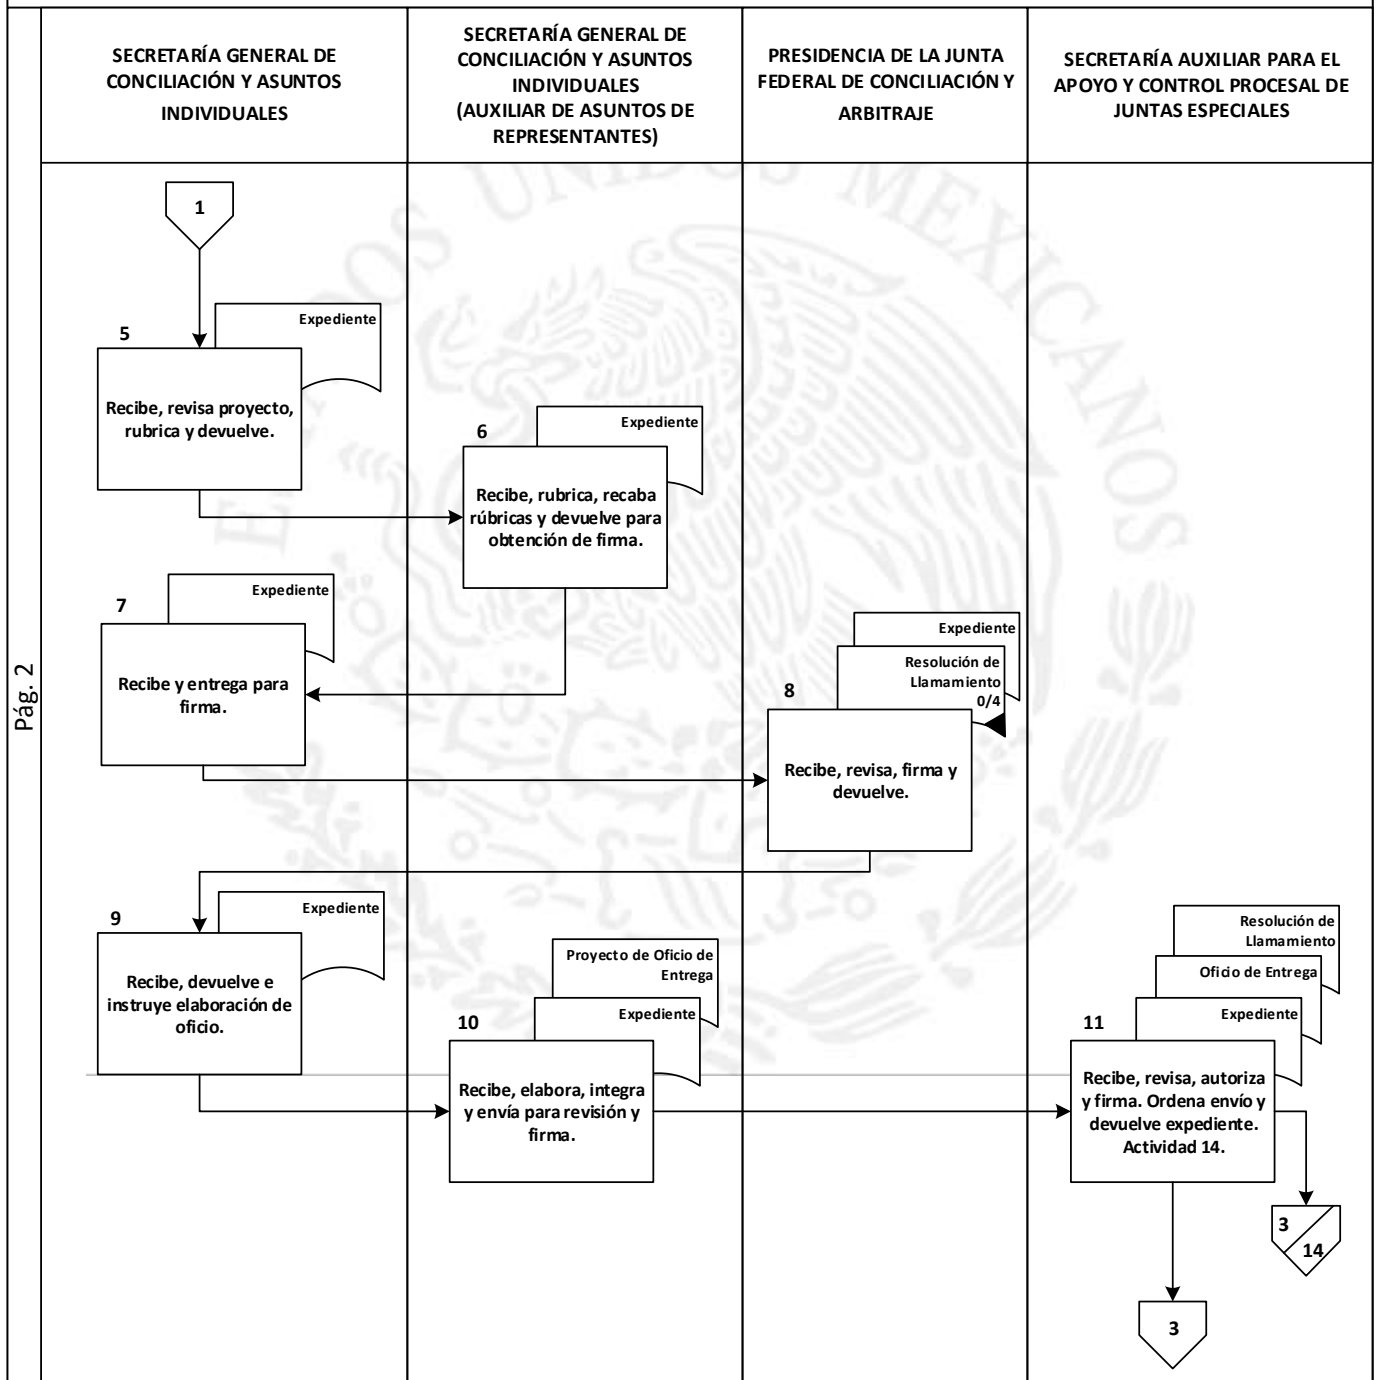 SECRETARÍA GENERAL DE
CONCILIACIÓN Y ASUNTOS
INDIVIDUALES
SECRETARÍA GENERAL DE
CONCILIACIÓN Y ASUNTOS
INDIVIDUALES
(AUXILIAR DE ASUNTOS DE
REPRESENTANTES)
PRESIDENCIA DE LA JUNTA
FEDERAL DE CONCILIACIÓN Y
ARBITRAJE
SECRETARÍA AUXILIAR PARA EL
APOYO Y CONTROL PROCESAL DE
JUNTAS ESPECIALES
Pág. 2
UNIDOS MEXICANOS
1
5
Expediente
Recibe, revisa proyecto,
rubrica y devuelve.
6
Expediente
Recibe, rubrica, recaba
rúbricas y devuelve para
obtención de firma.
7
Expediente
Recibe y entrega para
firma.
8
Expediente
Resolución de
Llamamiento
0/4
Recibe, revisa, firma y
devuelve.
9
Expediente
Recibe, devuelve e
instruye elaboración de
oficio.
10
Proyecto de Oficio de
Entrega
Expediente
Recibe, elabora, integra
y envía para revisión y
firma.
11
Resolución de
Llamamiento
Oficio de Entrega
Expediente
Recibe, revisa, autoriza
y firma. Ordena envío y
devuelve expediente.
Actividad 14.
3
14
3